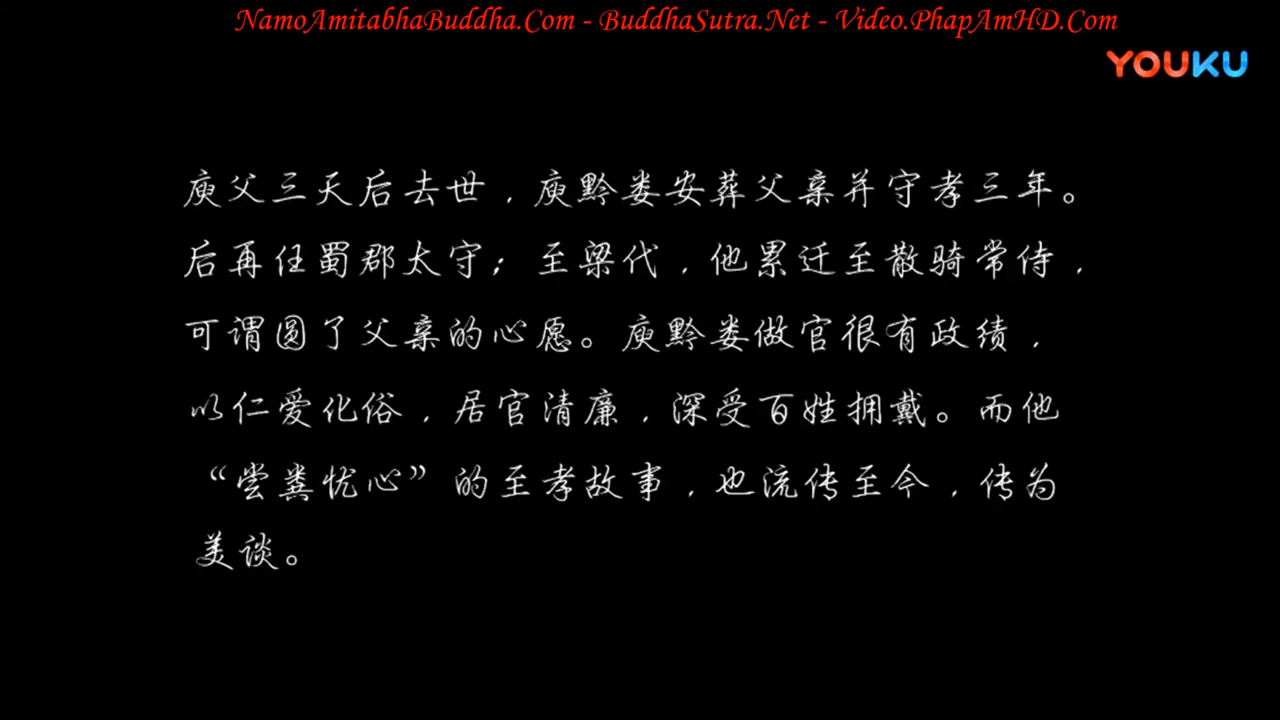 NamoAmitabhaBuddha.Com - BuddhaSutra.Net - Video.PhapAmHD.Com
YOUKU
庾父三天后去世，庾黔娄安葬父亲并守孝三年。
后再任蜀郡太守；至梁代，他累迁至散骑常侍，
可谓圆了父亲的心愿。庾黔娄做官很有政绩，
以仁爱化俗，居官清廉，深受百姓拥戴。而他
“尝粪忧心”的至孝故事，也流传至今，传为
美谈。